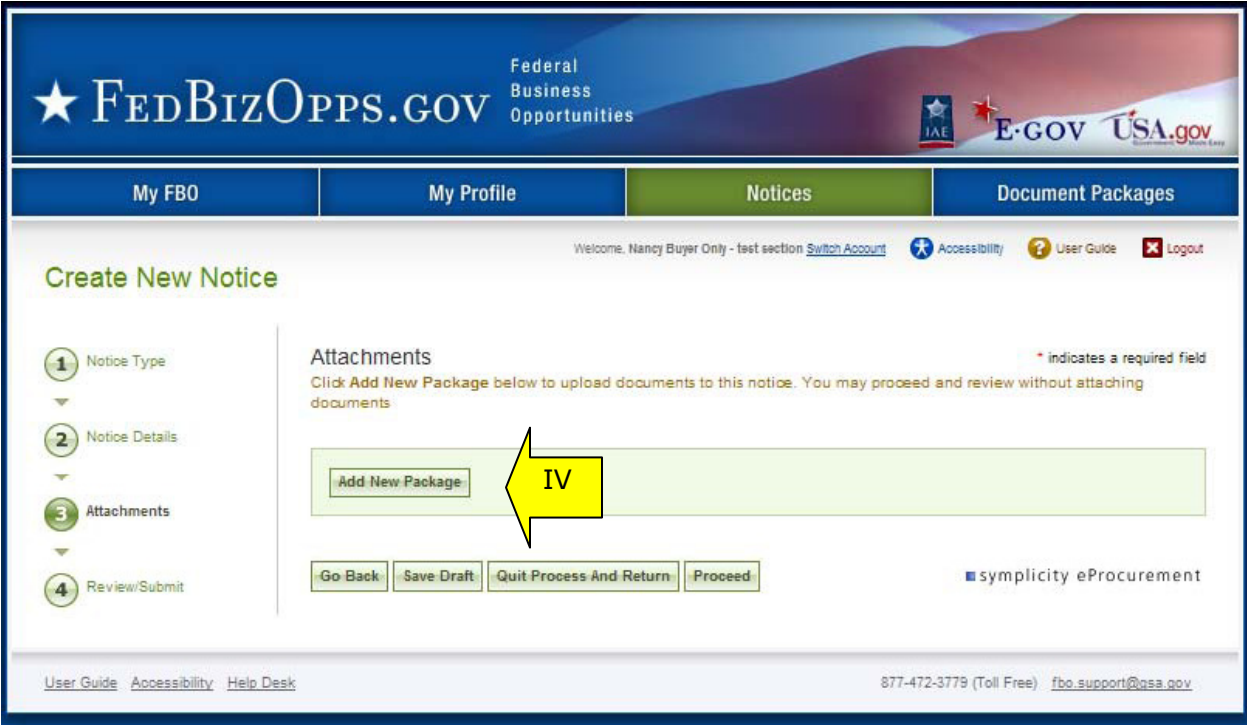 ★ FEDBIZOPPS.GOV
Federal
Business
Opportunities
IAE
E·GOV
USA.gov
Government Made Easy
My FBO
My Profile
Notices
Document Packages
Welcome, Nancy Buyer Only - test section Switch Account
Accessibility
User Guide
Logout
Create New Notice
1 Notice Type
2 Notice Details
3 Attachments
4 Review/Submit
Attachments
* indicates a required field
Click Add New Package below to upload documents to this notice. You may proceed and review without attaching
documents
Add New Package
IV
Go Back
Save Draft
Quit Process And Return
Proceed
symplicity eProcurement
User Guide Accessibility Help Desk
877-472-3779 (Toll Free) fbo.support@gsa.gov